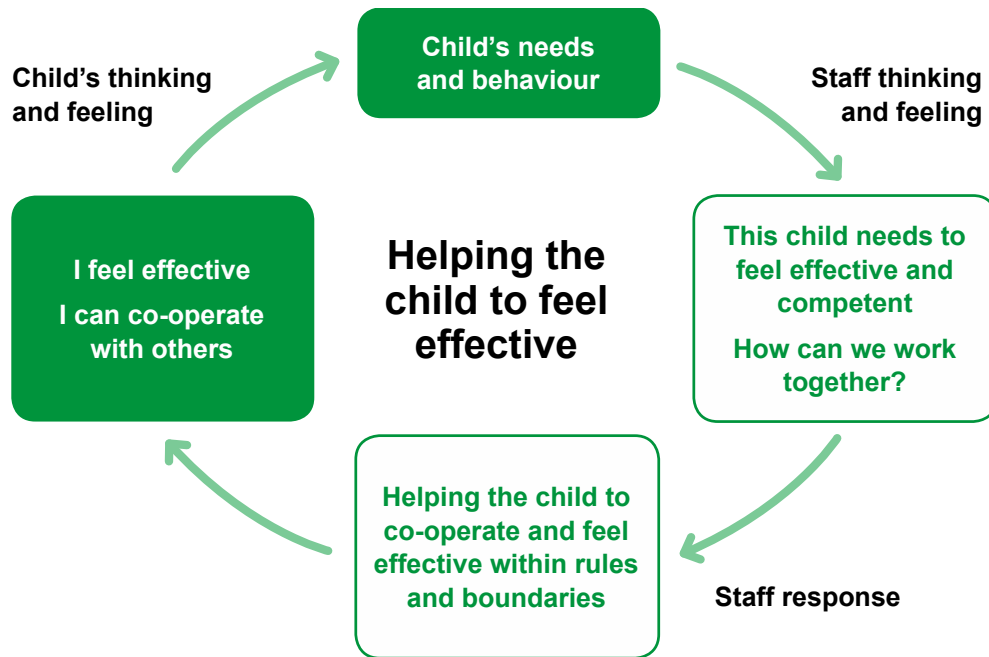 Child’s needs
and behaviour
Child’s thinking
and feeling
Staff thinking
and feeling
This child needs to
feel effective and
competent
How can we work
together?
Helping the
child to feel
effective
I feel effective
I can co-operate
with others
Helping the child to
co-operate and feel
effective within rules
and boundaries
Staff response